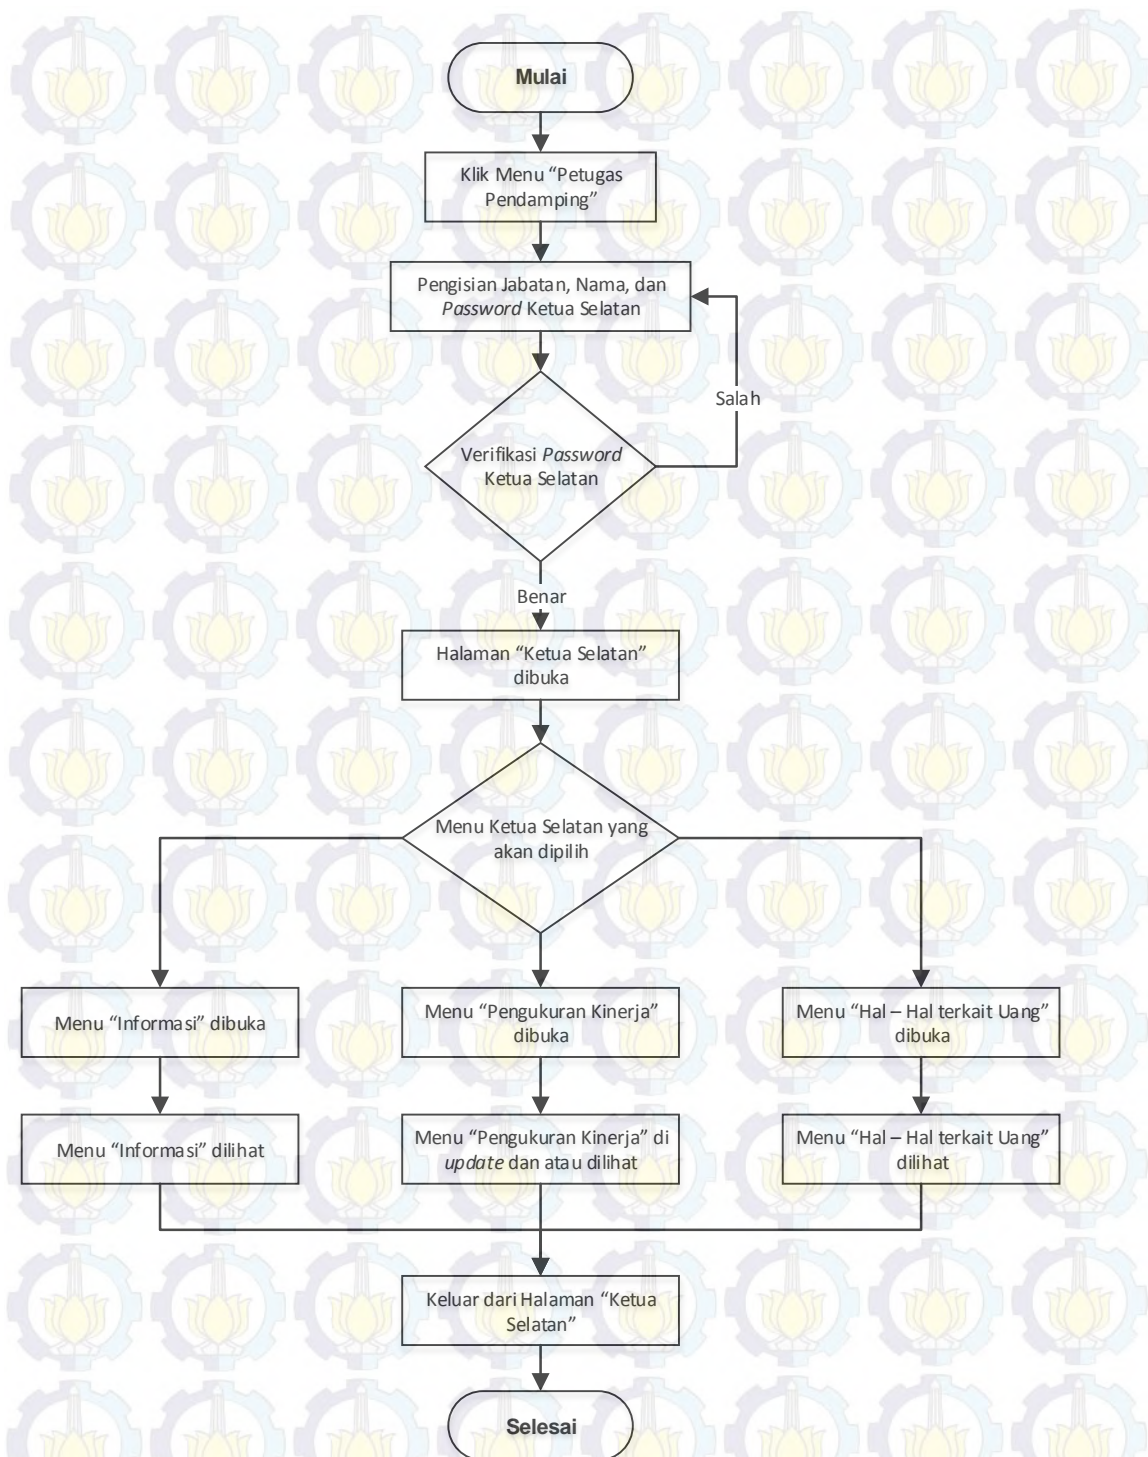 Mulai
Klik Menu “Petugas
Pendamping”
Pengisian Jabatan, Nama, dan
Password Ketua Selatan
Salah
Verifikasi Password
Ketua Selatan
Benar
Halaman “Ketua Selatan”
dibuka
Menu Ketua Selatan yang
akan dipilih
Menu “Informasi” dibuka
Menu “Pengukuran Kinerja”
dibuka
Menu “Hal – Hal terkait Uang”
dibuka
Menu “Informasi” dilihat
Menu “Pengukuran Kinerja” di
update dan atau dilihat
Menu “Hal – Hal terkait Uang”
dilihat
Keluar dari Halaman “Ketua
Selatan”
Selesai